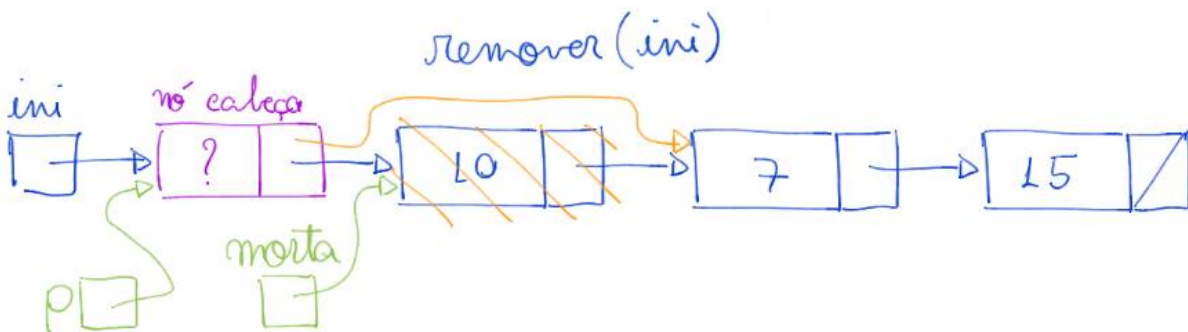 remover(ini)
ini nó cabeça
? 10 7 15
morta
p